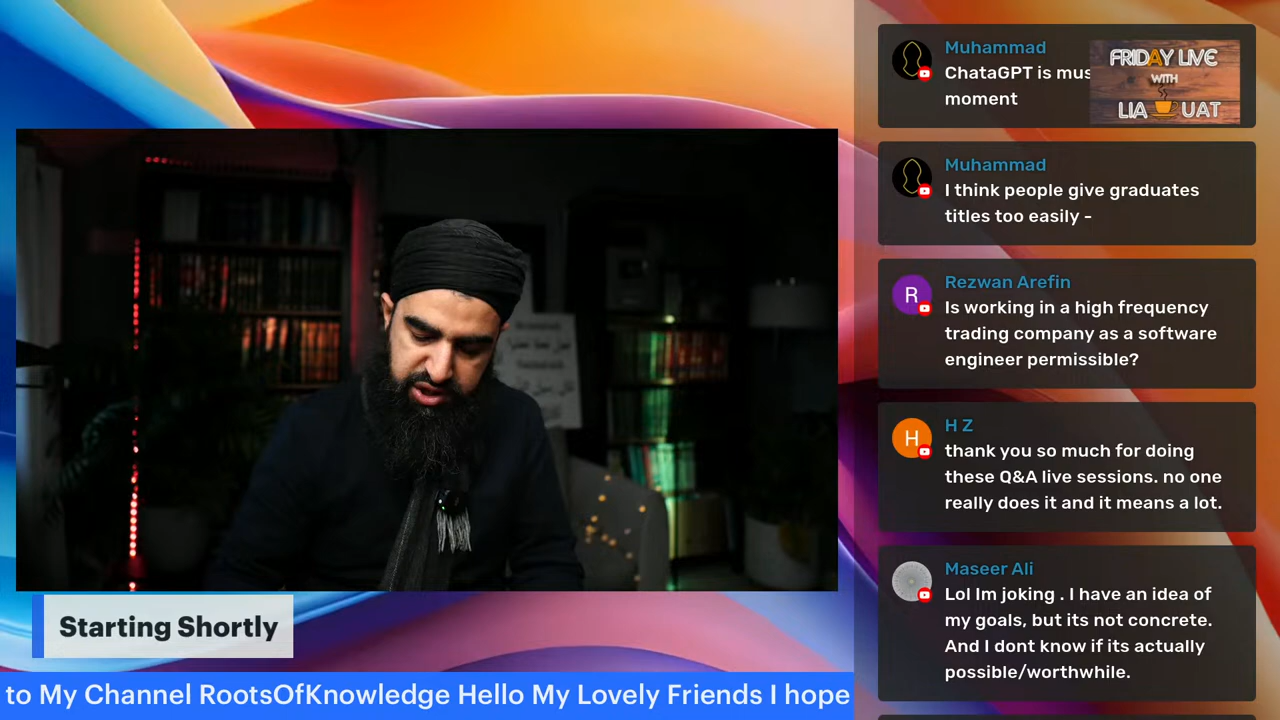 Starting Shortly
to My Channel RootsOfKnowledge Hello My Lovely Friends I hope
Muhammad
ChataGPT is mus
moment
FRIDAY LIVE
WITH
LIA UAT
Muhammad
I think people give graduates
titles too easily -
R
Rezwan Arefin
Is working in a high frequency
trading company as a software
engineer permissible?
H
H Z
thank you so much for doing
these Q&A live sessions. no one
really does it and it means a lot.
Maseer Ali
Lol Im joking . I have an idea of
my goals, but its not concrete.
And I dont know if its actually
possible/worthwhile.